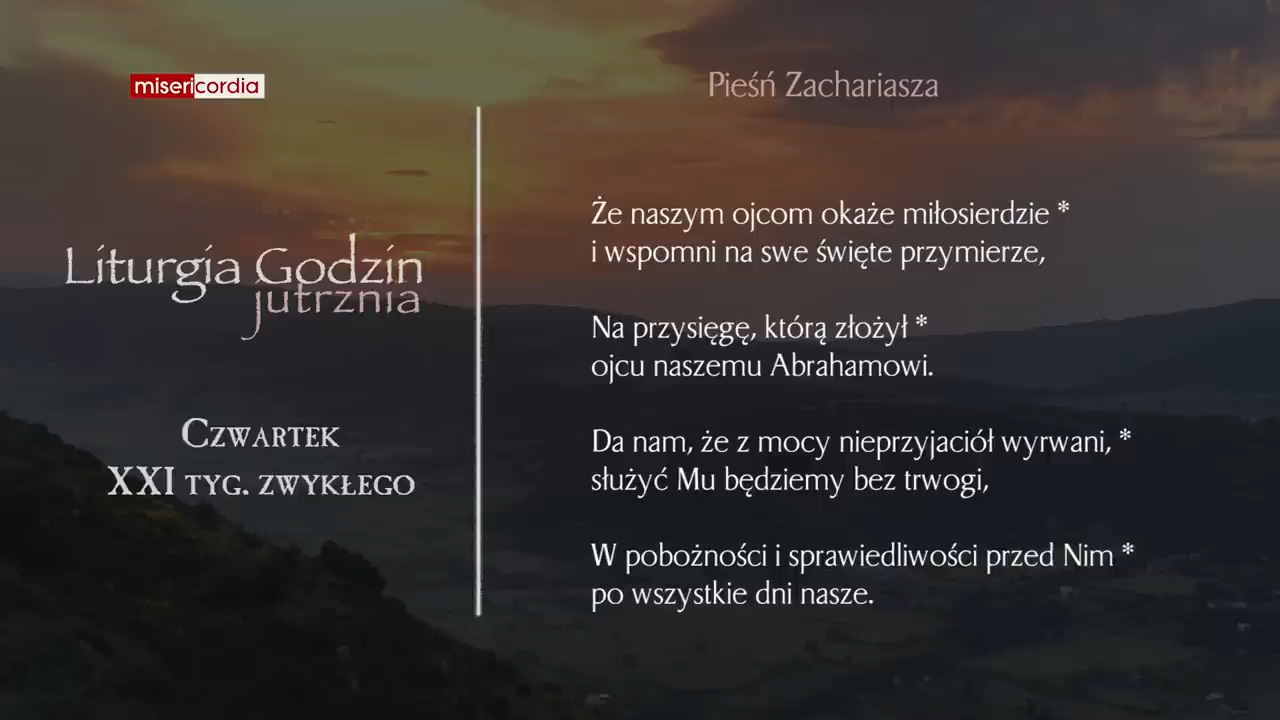 misericordia
Pieśń Zachariasza
Liturgia Godzin
jutrznia
Czwartek
XXI tyg. zwykłego
Że naszym ojcom okaże miłosierdzie *
i wspomni na swe święte przymierze,
Na przysięgę, którą złożył *
ojcu naszemu Abrahamowi.
Da nam, że z mocy nieprzyjaciół wyrwani, *
służyć Mu będziemy bez trwogi,
W pobożności i sprawiedliwości przed Nim *
po wszystkie dni nasze.